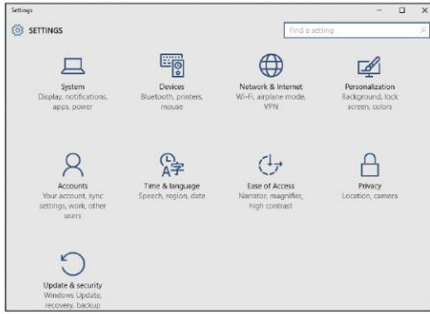 Settings
SETTINGS
Find a setting
System
Display, notifications,
apps, power
Devices
Bluetooth, printers,
mouse
Network & Internet
Wi-Fi, airplane mode,
VPN
Personalization
Background, lock
screen, colors
Accounts
Your account, sync
settings, work, other
users
A字
Time & language
Speech, region, date
Ease of Access
Narrator, magnifier,
high contrast
Privacy
Location, camera
Update & security
Windows Update,
recovery, backup